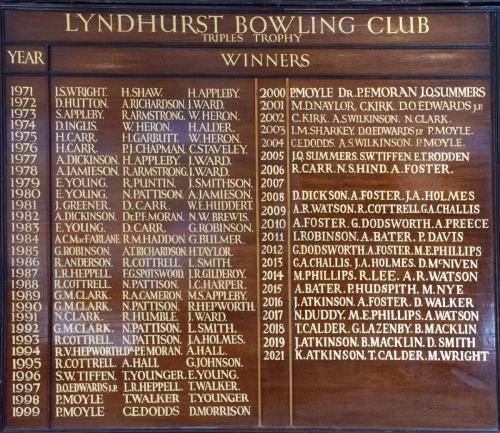 LYNDHURST BOWLING CLUB
TRIPLES TROPHY
YEAR WINNERS
1971 J.S.WRIGHT. H.SHAW. H.APPLEBY.
1972 D.HUTTON. A.RICHARDSON. J.WARD.
1973 S.APPLEBY. R.ARMSTRONG. W.HERON.
1974 D.INGLIS. W.HERON. H.ALDER.
1975 H.CARR. H.GARBUTT. W.HERON.
1976 H.CARR. P.J.CHAPMAN. C.STAVLEY.
1977 A.DICKINSON. H.APPLEBY. J.WARD.
1978 A.JAMIESON. R.ARMSTRONG. J.WARD.
1979 E.YOUNG. R.PUNTIN. J.SMITHSON.
1980 E.YOUNG. N.PATTISON. A.JAMIESON.
1981 J.GREENER. D.CARR. W.E.HUDDERT.
1982 A.DICKINSON. Dr.P.F.MORAN. N.W.BREWIS.
1983 E.YOUNG. D.CARR. G.ROBINSON.
1984 A.C.MacFARLANE. R.M.HADDON. G.BULMER.
1985 G.ROBINSON. A.T.RICHARDSON. H.TAYLOR.
1986 R.ANDERSON R.COTTRELL L.SMITH.
1987 L.R.HEPPELL. F.G.SPOTSWOOD. J.R.GILDEROY.
1988 R.COTTRELL. N.PATTISON. J.C.HARPER.
1989 G.M.CLARK. R.A.CAMERON. M.S.APPLEBY.
1990 G.M.CLARK. N.PATTISON. R.HEPWORTH.
1991 N.CLARK. R.HUMBLE. J.WARD.
1992 G.M.CLARK. N.PATTISON. L.SMITH.
1993 R.COTTRELL N.PATTISON. J.A.HOLMES.
1994 R.V.HEPWORTH. Dr P.F.MORAN. A.HALL.
1995 R.COTTRELL. A.HALL G.JOHNSON.
1996 S.W.TIFFEN. T.YOUNGER. E.YOUNG.
1997 D.O.EDWARDS J.P. L.R.HEPPELL. T.WALKER.
1998 P.MOYLE T.WALKER T.YOUNGER
1999 P.MOYLE C.F.DODDS D.MORRISON
2000 P.MOYLE Dr.P.F.MORAN J.Q.SUMMERS
2001 M.D.NAYLOR. C.KIRK. D.O.EDWARDS J.P.
2002 C.KIRK. A.S.WILKINSON. N.CLARK.
2003 I.M.SHARKEY. D.O.EDWARDS J.P. P.MOYLE.
2004 C.F.DODDS. A.S.WILKINSON. P.MOYLE.
2005 J.Q.SUMMERS. S.W.TIFFEN. E.T.RODDEN
2006 R.CARR. N.S.HIND. A.FOSTER.
2007
2008 D.DICKSON. A.FOSTER. J.A.HOLMES
2009 A.R.WATSON. R.COTTRELL. G.A.CHALLIS
2010 A.FOSTER. G.DODSWORTH. A.PREECE
2011 E.ROBINSON. A.BATER. P.DAVIS
2012 G.DODSWORTH. A.FOSTER. M.E.PHILLIPS
2013 G.A.CHALLIS. J.A.HOLMES. D.McNIVEN
2014 M.PHILLIPS. R.LEE. A.R.WATSON
2015 A.BATER. P.HUDSPITH. M.NYE
2016 J.ATKINSON. A.FOSTER. D.WALKER
2017 N.DUDDY. M.E.PHILLIPS. A.WATSON
2018 T.CALDER. G.LAZENBY. B.MACKLIN
2019 J.ATKINSON. B.MACKLIN. D.SMITH
2021 K.ATKINSON. T.CALDER. M.WRIGHT